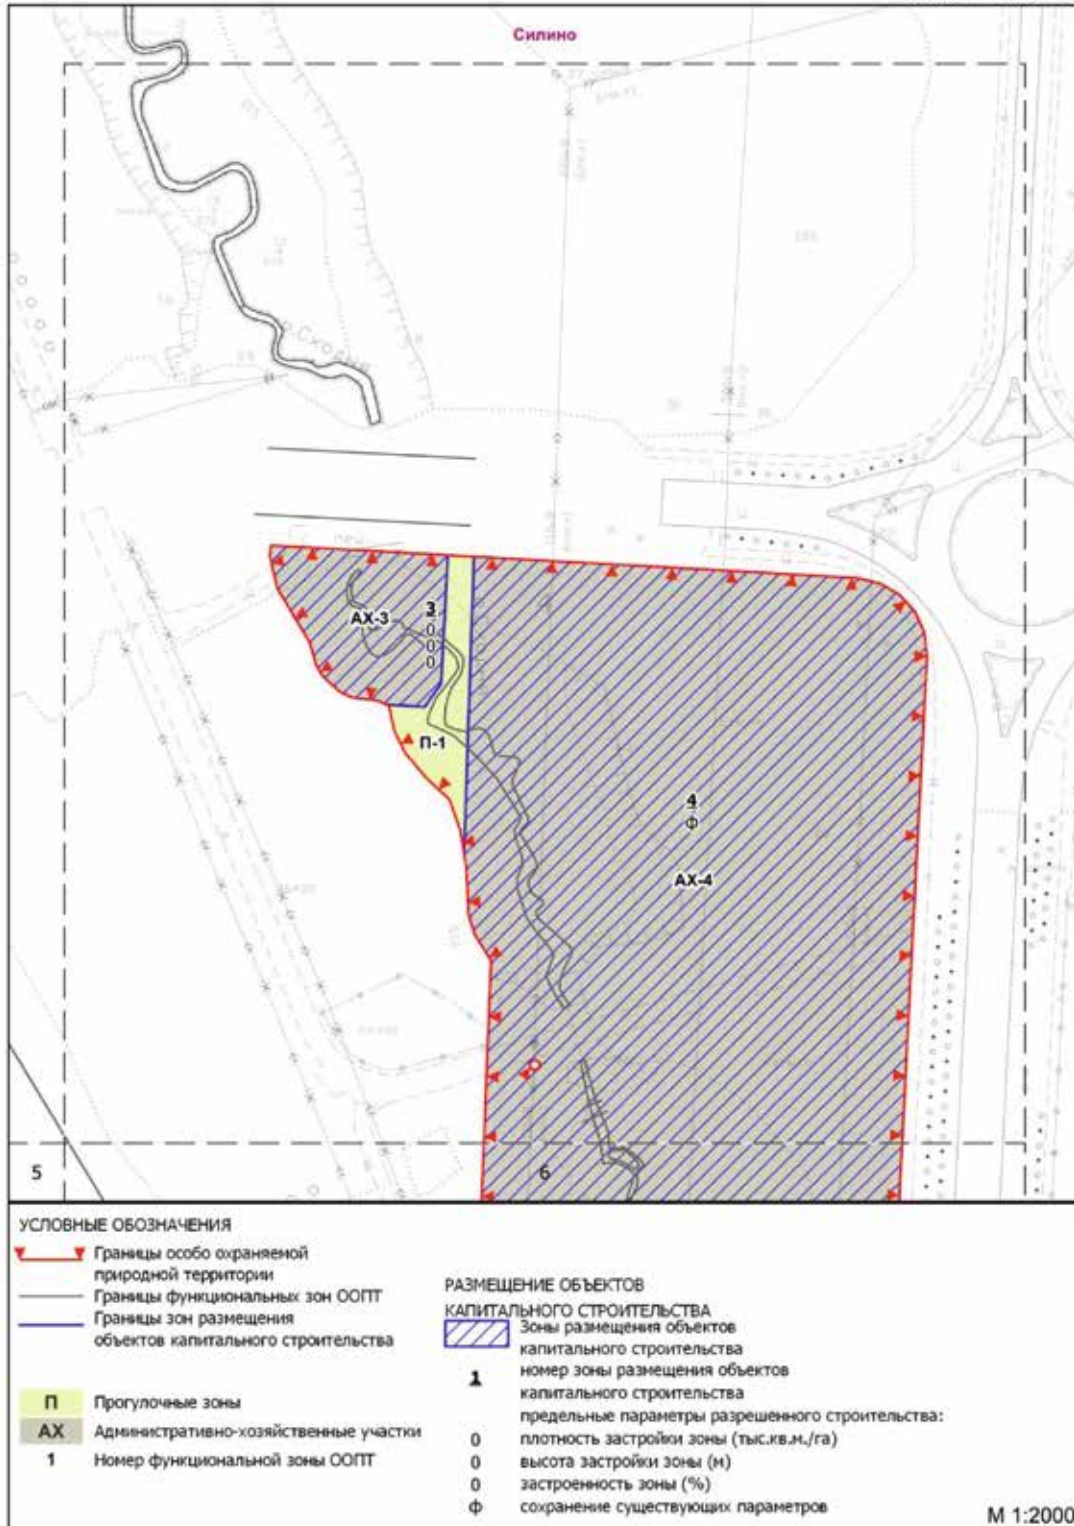 Силино
р.Сходня
АХ-3
3
0
0
0
П-1
4
ф
АХ-4
5
6
УСЛОВНЫЕ ОБОЗНАЧЕНИЯ
Границы особо охраняемой
природной территории
Границы функциональных зон ООПТ
Границы зон размещения
объектов капитального строительства
П Прогулочные зоны
АХ Административно-хозяйственные участки
1 Номер функциональной зоны ООПТ
РАЗМЕЩЕНИЕ ОБЪЕКТОВ
КАПИТАЛЬНОГО СТРОИТЕЛЬСТВА
Зоны размещения объектов
капитального строительства
1 номер зоны размещения объектов
капитального строительства
предельные параметры разрешенного строительства:
0 плотность застройки зоны (тыс.кв.м./га)
0 высота застройки зоны (м)
0 застроенность зоны (%)
ф сохранение существующих параметров
М 1:2000